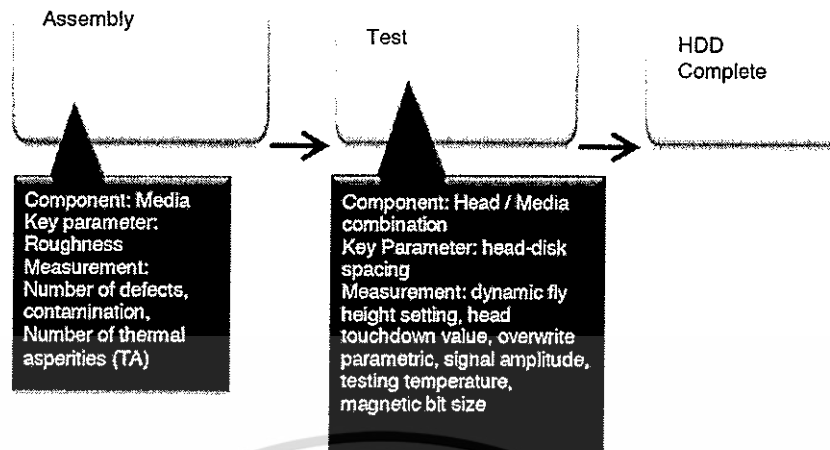 Assembly
Test
HDD
Complete
Component: Media
Key parameter:
Roughness
Measurement:
Number of defects,
contamination,
Number of thermal
asperities (TA)
Component: Head / Media
combination
Key Parameter: head-disk
spacing
Measurement: dynamic fly
height setting, head
touchdown value, overwrite
parametric, signal amplitude,
testing temperature,
magnetic bit size